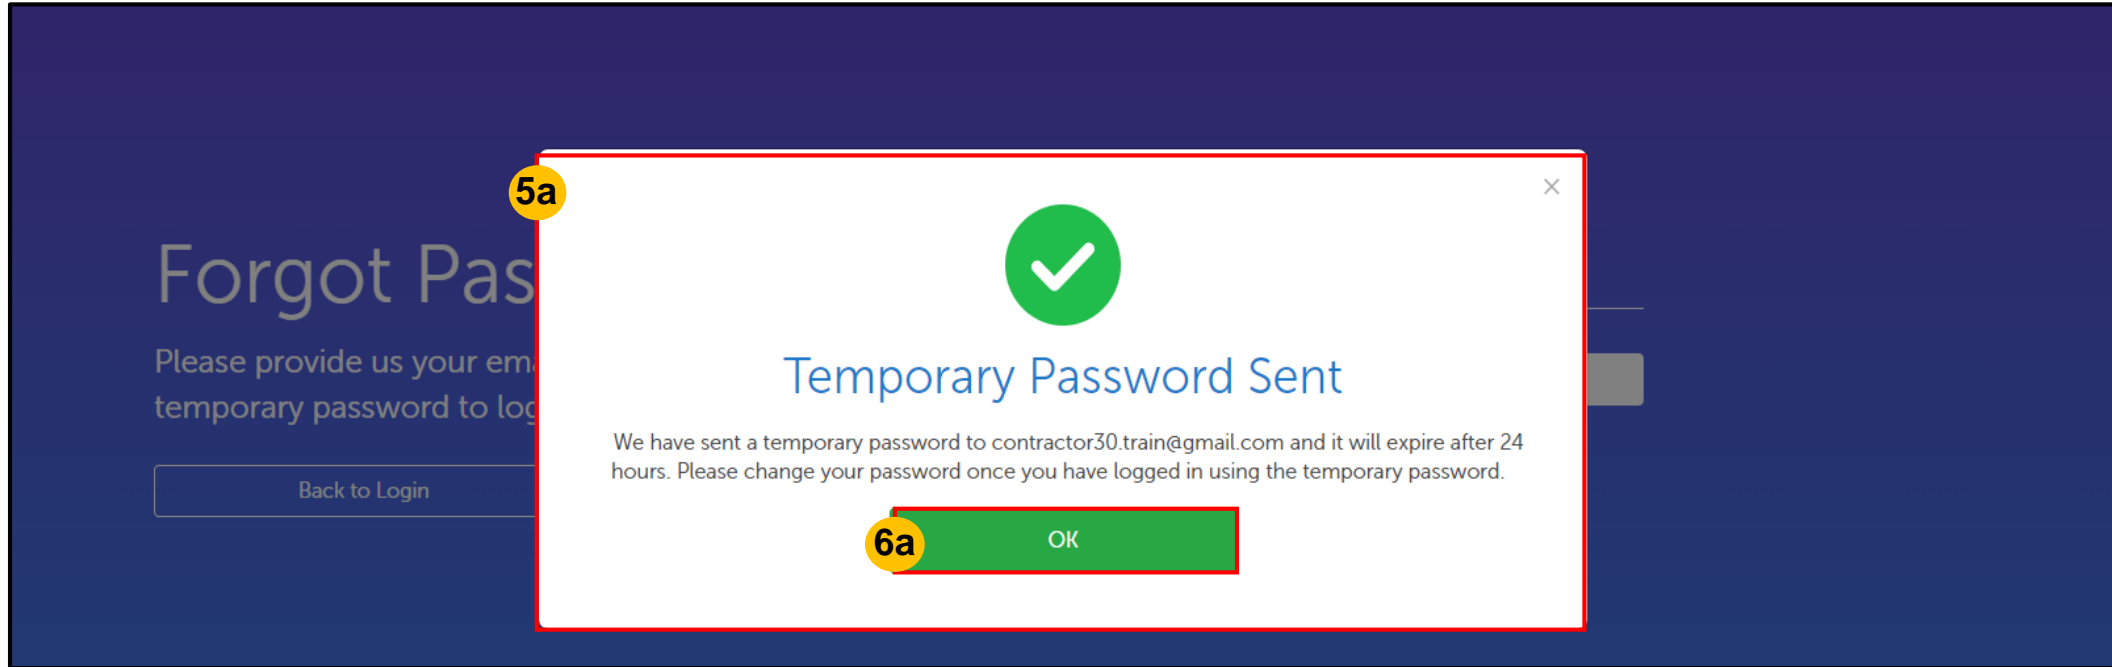 5a
×
Forgot Pas
Please provide us your ema
temporary password to log
Back to Login
Temporary Password Sent
We have sent a temporary password to contractor30.train@gmail.com and it will expire after 24
hours. Please change your password once you have logged in using the temporary password.
6a
OK